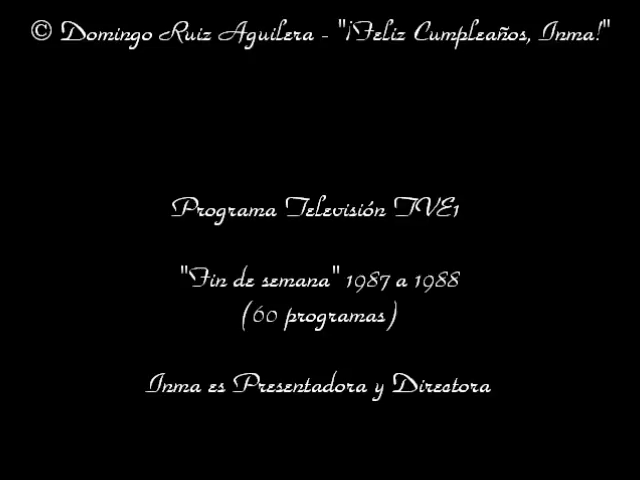 © Domingo Ruiz Aguilera - "¡Feliz Cumpleaños, Inma!"
Programa Televisión TVE1
"Fin de semana" 1987 a 1988
(60 programas)
Inma es Presentadora y Directora